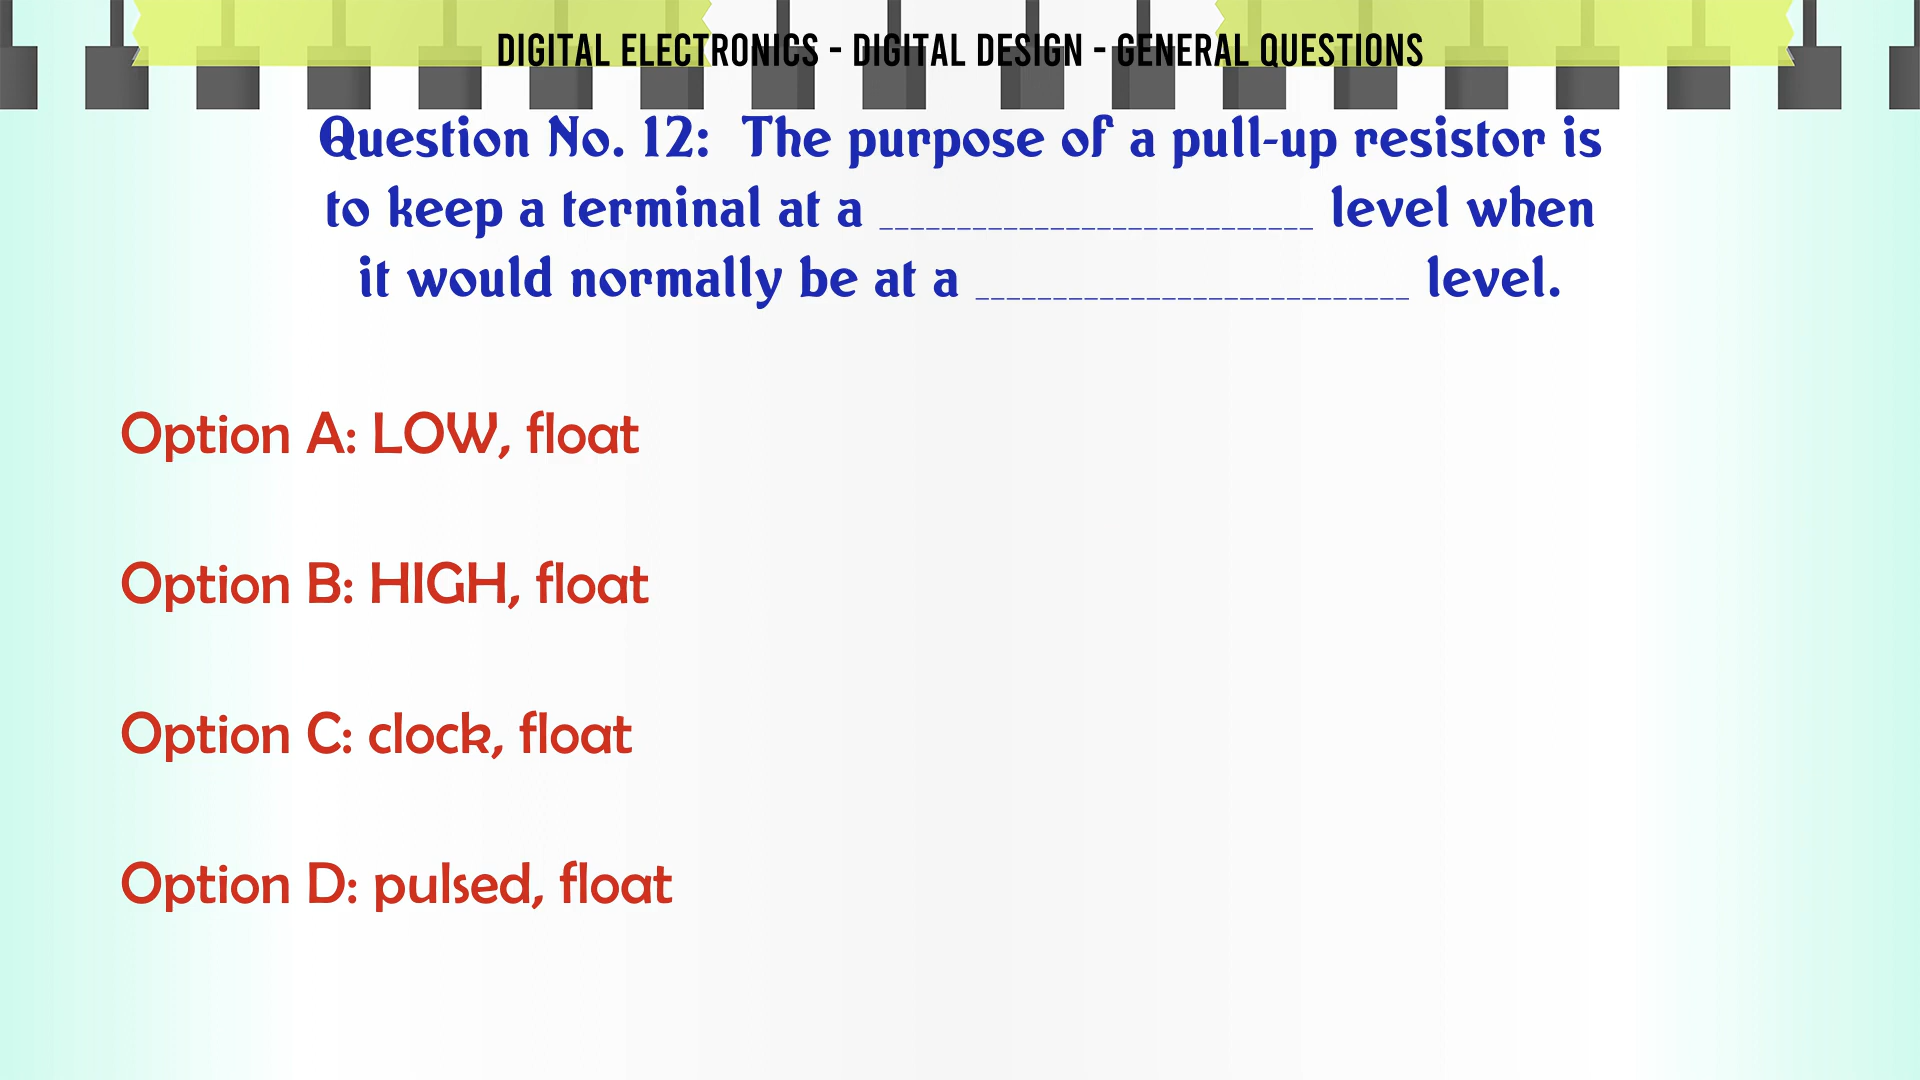 DIGITAL ELECTRONICS - DIGITAL DESIGN - GENERAL QUESTIONS
Question No. 12:  The purpose of a pull-up resistor is
to keep a terminal at a ____________________________ level when
it would normally be at a ____________________________ level.
Option A: LOW, float
Option B: HIGH, float
Option C: clock, float
Option D: pulsed, float